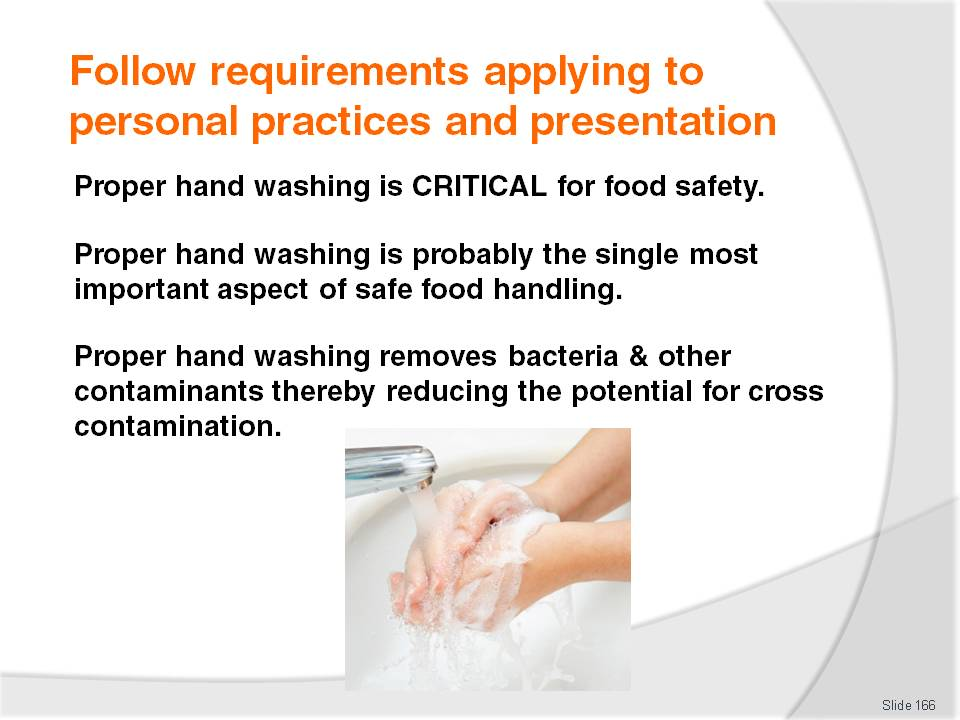 Follow requirements applying to
personal practices and presentation
Proper hand washing is CRITICAL for food safety.
Proper hand washing is probably the single most
important aspect of safe food handling.
Proper hand washing removes bacteria & other
contaminants thereby reducing the potential for cross
contamination.
Slide 166